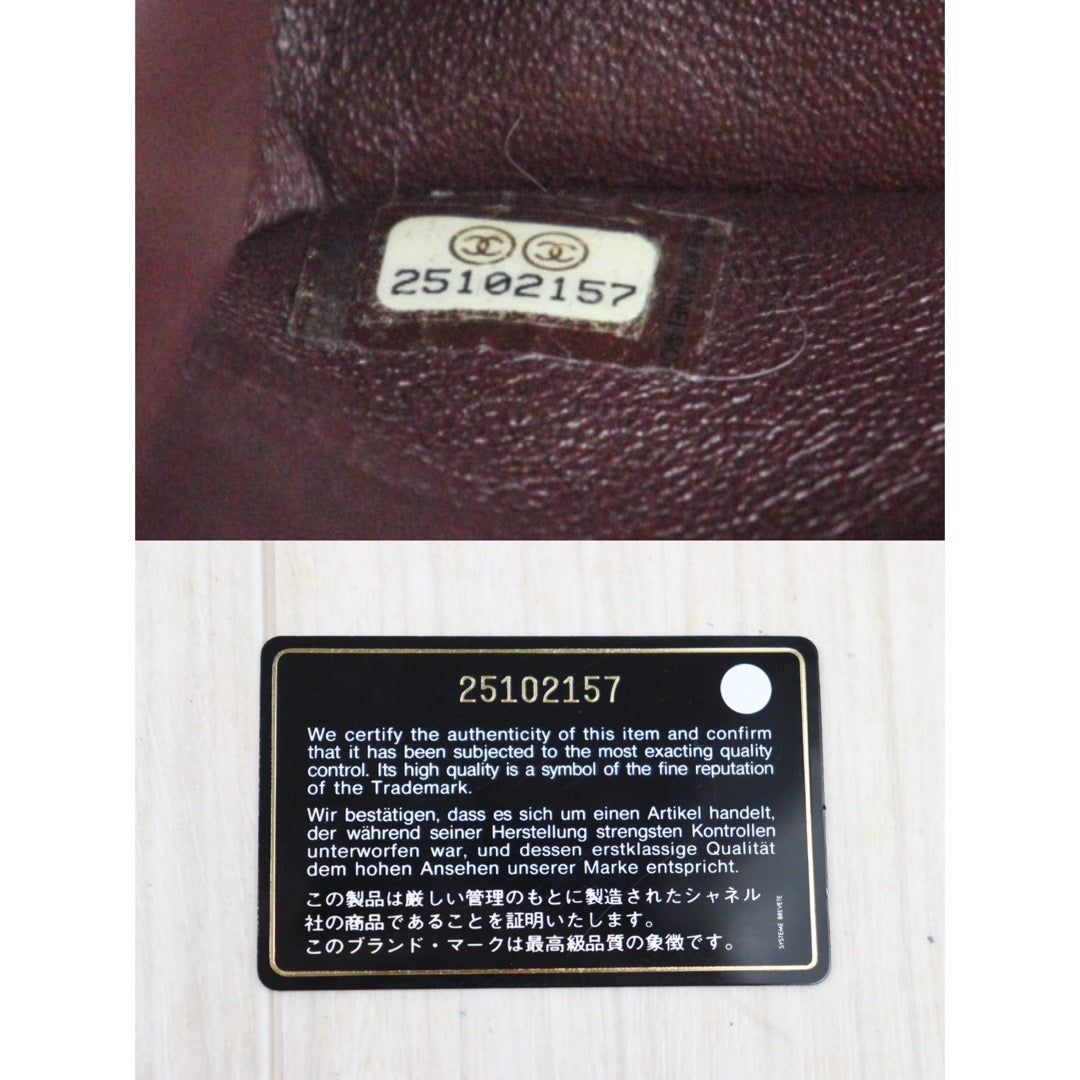 25102157
25102157
We certify the authenticity of this item and confirm
that it has been subjected to the most exacting quality
control. Its high quality is a symbol of the fine reputation
of the Trademark.
Wir bestätigen, dass es sich um einen Artikel handelt,
der während seiner Herstellung strengsten Kontrollen
unterworfen war, und dessen erstklassige Qualität
dem hohen Ansehen unserer Marke entspricht.
この製品は厳しい管理のもとに製造されたシャネル
社の商品であることを証明いたします。
このブランド・マークは最高級品質の象徴です。
SYSTEME BREVETE